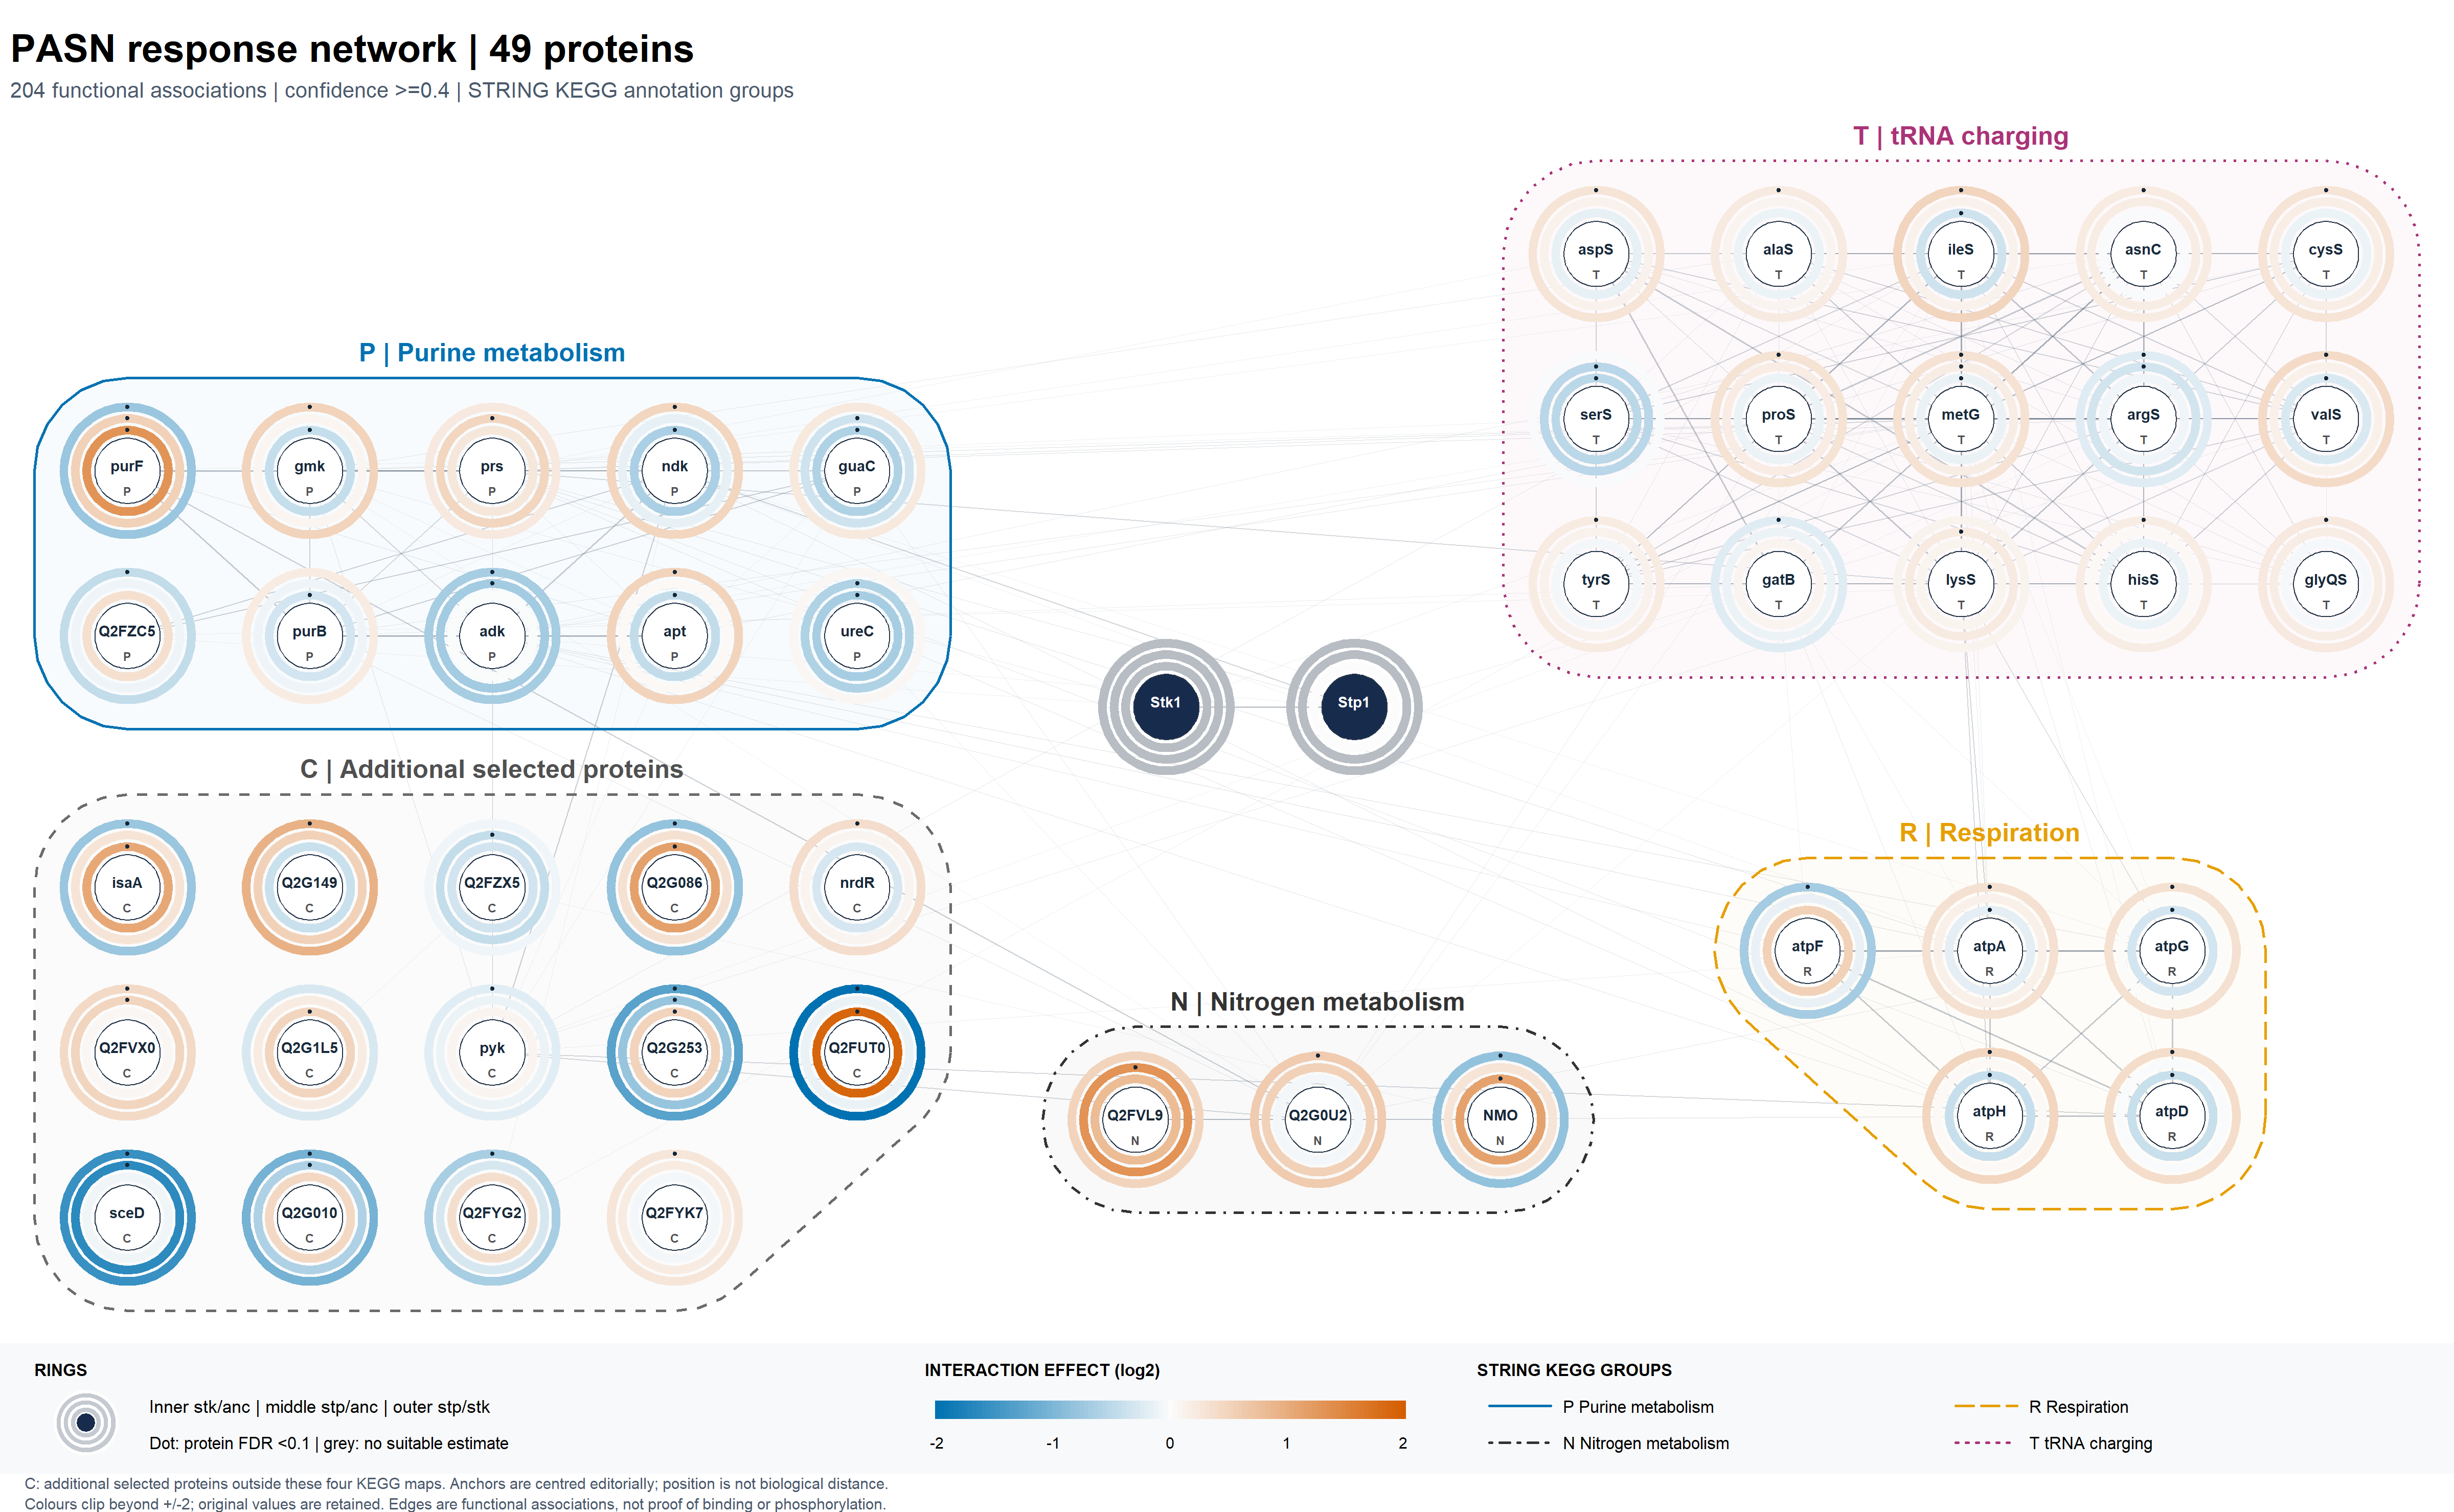 PASN response network | 49 proteins
204 functional associations | confidence >=0.4 | STRING KEGG annotation groups
T | tRNA charging
aspS
T
alaS
T
ileS
T
asnC
T
cysS
T
serS
T
proS
T
metG
T
argS
T
valS
T
tyrS
T
gatB
T
lysS
T
hisS
T
glyQS
T
P | Purine metabolism
purF
P
gmk
P
prs
P
ndk
P
guaC
P
Q2FZC5
P
purB
P
adk
P
apt
P
ureC
P
Stk1
Stp1
C | Additional selected proteins
isaA
C
Q2G149
C
Q2FZX5
C
Q2G086
C
nrdR
C
Q2FVX0
C
Q2G1L5
C
pyk
C
Q2G253
C
Q2FUT0
C
sceD
C
Q2G010
C
Q2FYG2
C
Q2FYK7
C
R | Respiration
atpF
R
atpA
R
atpG
R
atpH
R
atpD
R
N | Nitrogen metabolism
Q2FVL9
N
Q2G0U2
N
NMO
N
RINGS
Inner stk/anc | middle stp/anc | outer stp/stk
Dot: protein FDR <0.1 | grey: no suitable estimate
INTERACTION EFFECT (log2)
-2 -1 0 1 2
STRING KEGG GROUPS
P Purine metabolism
R Respiration
N Nitrogen metabolism
T tRNA charging
C: additional selected proteins outside these four KEGG maps. Anchors are centred editorially; position is not biological distance.
Colours clip beyond +/-2; original values are retained. Edges are functional associations, not proof of binding or phosphorylation.